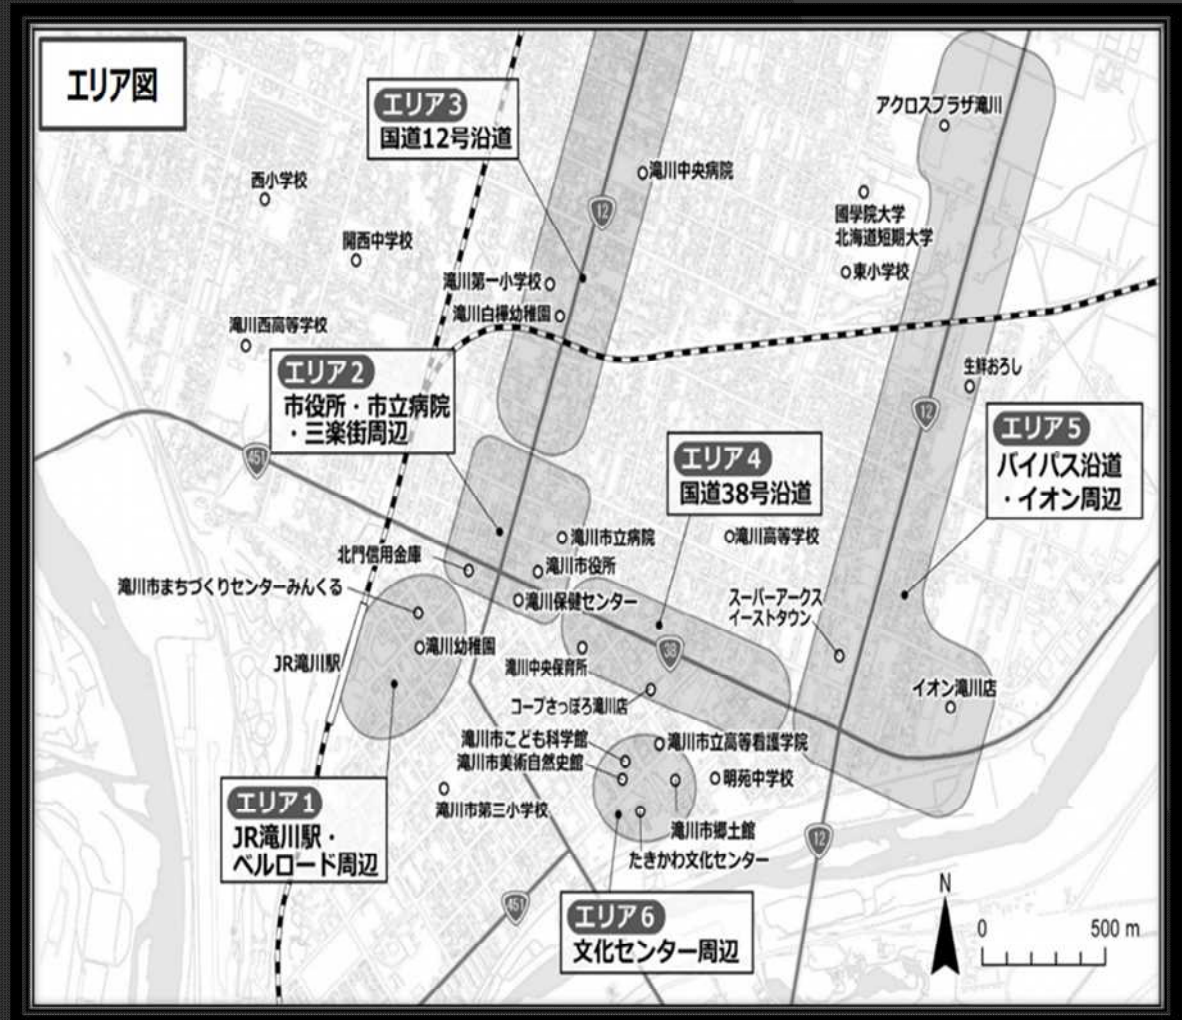 エリア図
エリア3
国道12号沿道
アクロスプラザ滝川
滝川中央病院
西小学校
12
國學院大学
北海道短期大学
開西中学校
東小学校
滝川第一小学校
滝川白樺幼稚園
滝川西高等学校
エリア2
市役所・市立病院
・三楽街周辺
生鮮おろし
12
エリア5
バイパス沿道
・イオン周辺
451
エリア4
国道38号沿道
滝川市立病院
滝川高等学校
北門信用金庫
滝川市役所
滝川市まちづくりセンターみんくる
滝川保健センター
スーパーアークス
イーストタウン
滝川幼稚園
38
JR滝川駅
滝川中央保育所
イオン滝川店
コープさっぽろ滝川店
滝川市こども科学館
滝川市立高等看護学院
滝川市美術自然史館
明苑中学校
エリア1
JR滝川駅・
ベルロード周辺
滝川市第三小学校
滝川市郷土館
12
たきかわ文化センター
451
エリア6
文化センター周辺
N
0 500 m